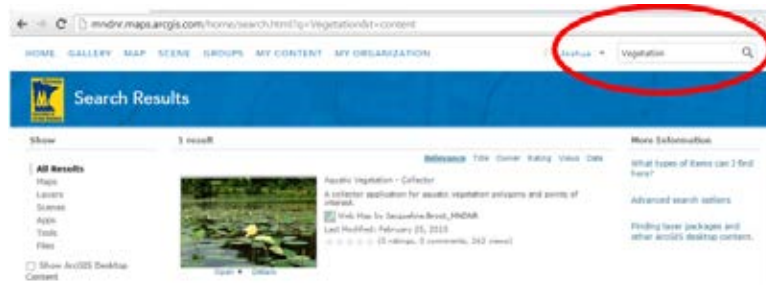 mndnr.maps.arcgis.com/home/search.html?q=Vegetation&t=content
HOME GALLERY MAP SCENE GROUPS MY CONTENT MY ORGANIZATION
Joshua
Vegetation
Search Results
Show
1 result
More Information
Relevance Title Owner Rating Views Date
All Results
Maps
Layers
Scenes
Apps
Tools
Files
Show ArcGIS Desktop
Content
Aquatic Vegetation - Collector
A collector application for aquatic vegetation polygons and points of
interest.
Web Map by Jacqueline.Brost_MNDNR
Last Modified: February 25, 2015
(0 ratings, 0 comments, 262 views)
Open Details
What types of items can I find
here?
Advanced search options
Finding layer packages and
other ArcGIS desktop content.